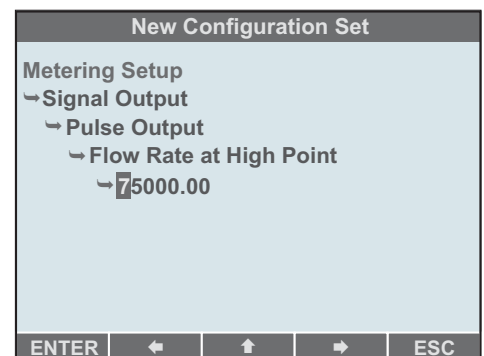 New Configuration Set
Metering Setup
➥Signal Output
➥Pulse Output
➥Flow Rate at High Point
➥75000.00
ENTER ← ↑ → ESC